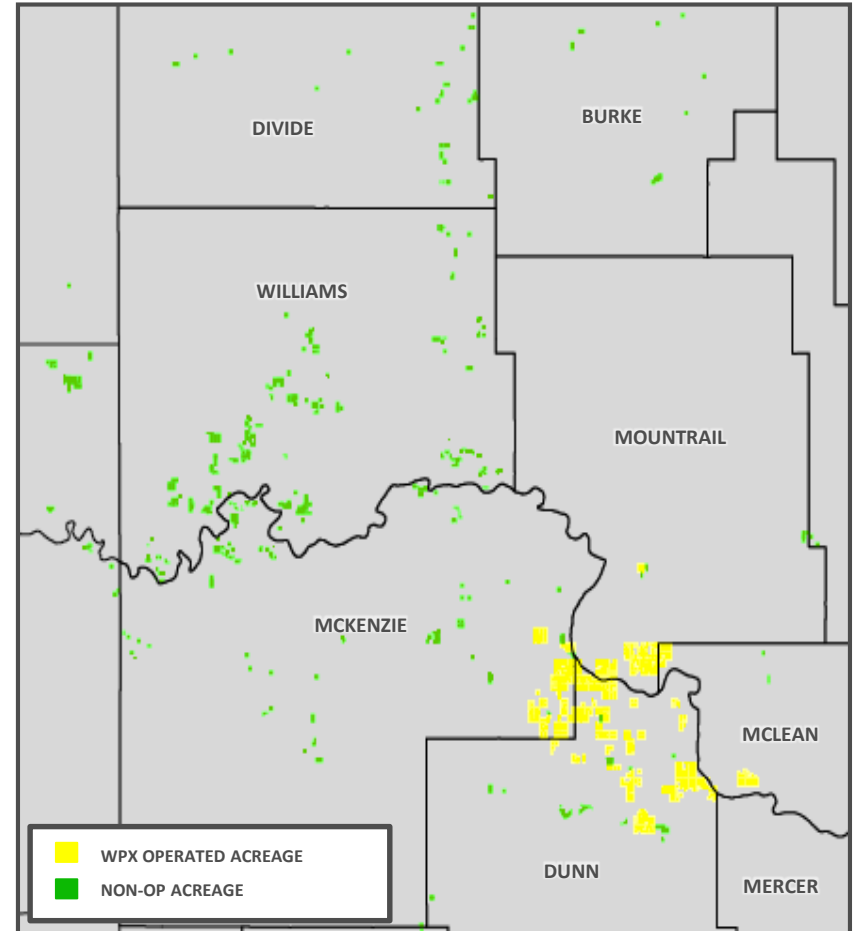 DIVIDE
BURKE
WILLIAMS
MOUNTRAIL
MCKENZIE
MCLEAN
DUNN
MERCER
WPX OPERATED ACREAGE
NON-OP ACREAGE